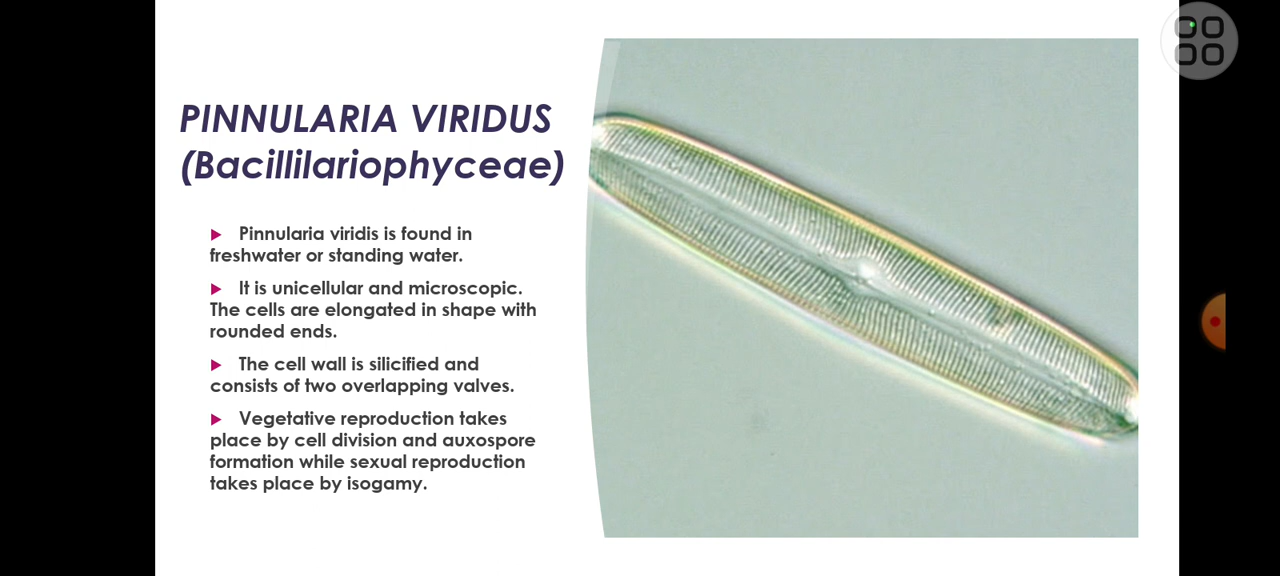 PINNULARIA VIRIDUS
(Bacillilariophyceae)
Pinnularia viridis is found in
freshwater or standing water.
It is unicellular and microscopic.
The cells are elongated in shape with
rounded ends.
The cell wall is silicified and
consists of two overlapping valves.
Vegetative reproduction takes
place by cell division and auxospore
formation while sexual reproduction
takes place by isogamy.